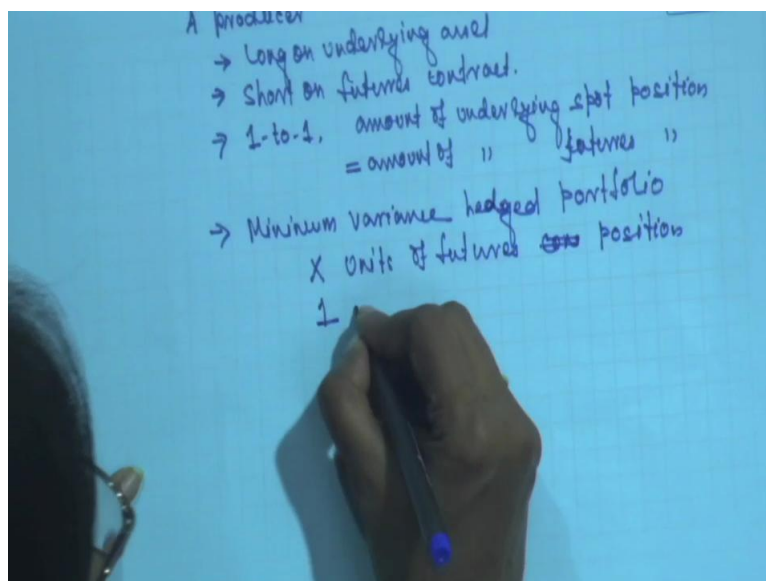 A producer
→ Long on underlying asset
→ Short on futures contract.
→ 1-to-1, amount of underlying spot position
= amount of " futures "
→ Minimum variance hedged portfolio
X units of futures position
1